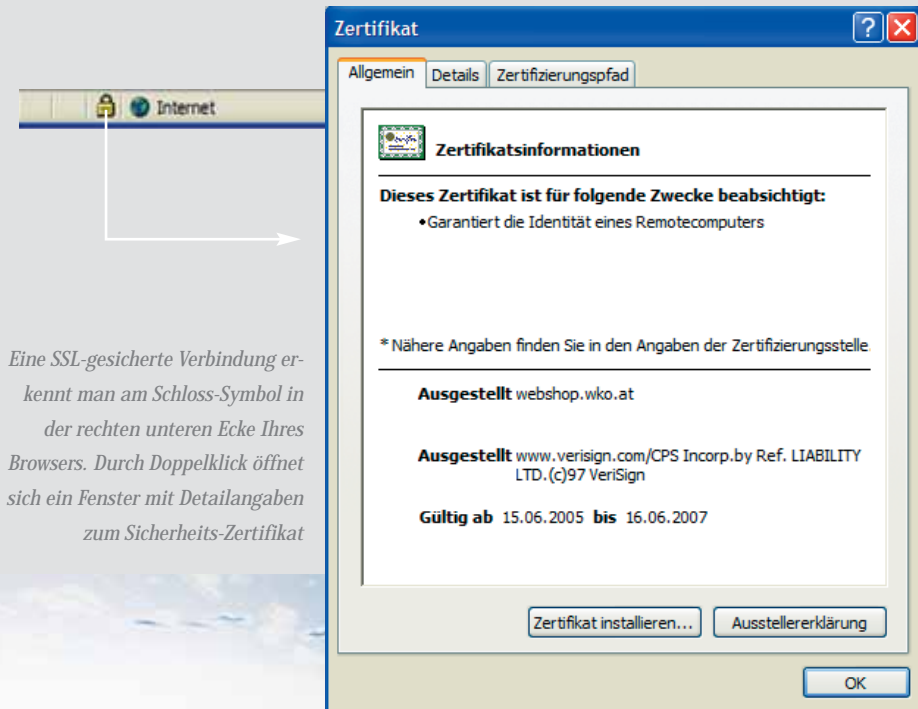 Zertifikat
Allgemein Details Zertifizierungspfad
Internet
Zertifikatsinformationen
Dieses Zertifikat ist für folgende Zwecke beabsichtigt:
•Garantiert die Identität eines Remotecomputers
* Nähere Angaben finden Sie in den Angaben der Zertifizierungsstelle.
Ausgestellt webshop.wko.at
Ausgestellt www.verisign.com/CPS Incorp.by Ref. LIABILITY
LTD.(c)97 VeriSign
Gültig ab 15.06.2005 bis 16.06.2007
Zertifikat installieren... Ausstellererklärung
OK
Eine SSL-gesicherte Verbindung er-
kennt man am Schloss-Symbol in
der rechten unteren Ecke Ihres
Browsers. Durch Doppelklick öffnet
sich ein Fenster mit Detailangaben
zum Sicherheits-Zertifikat